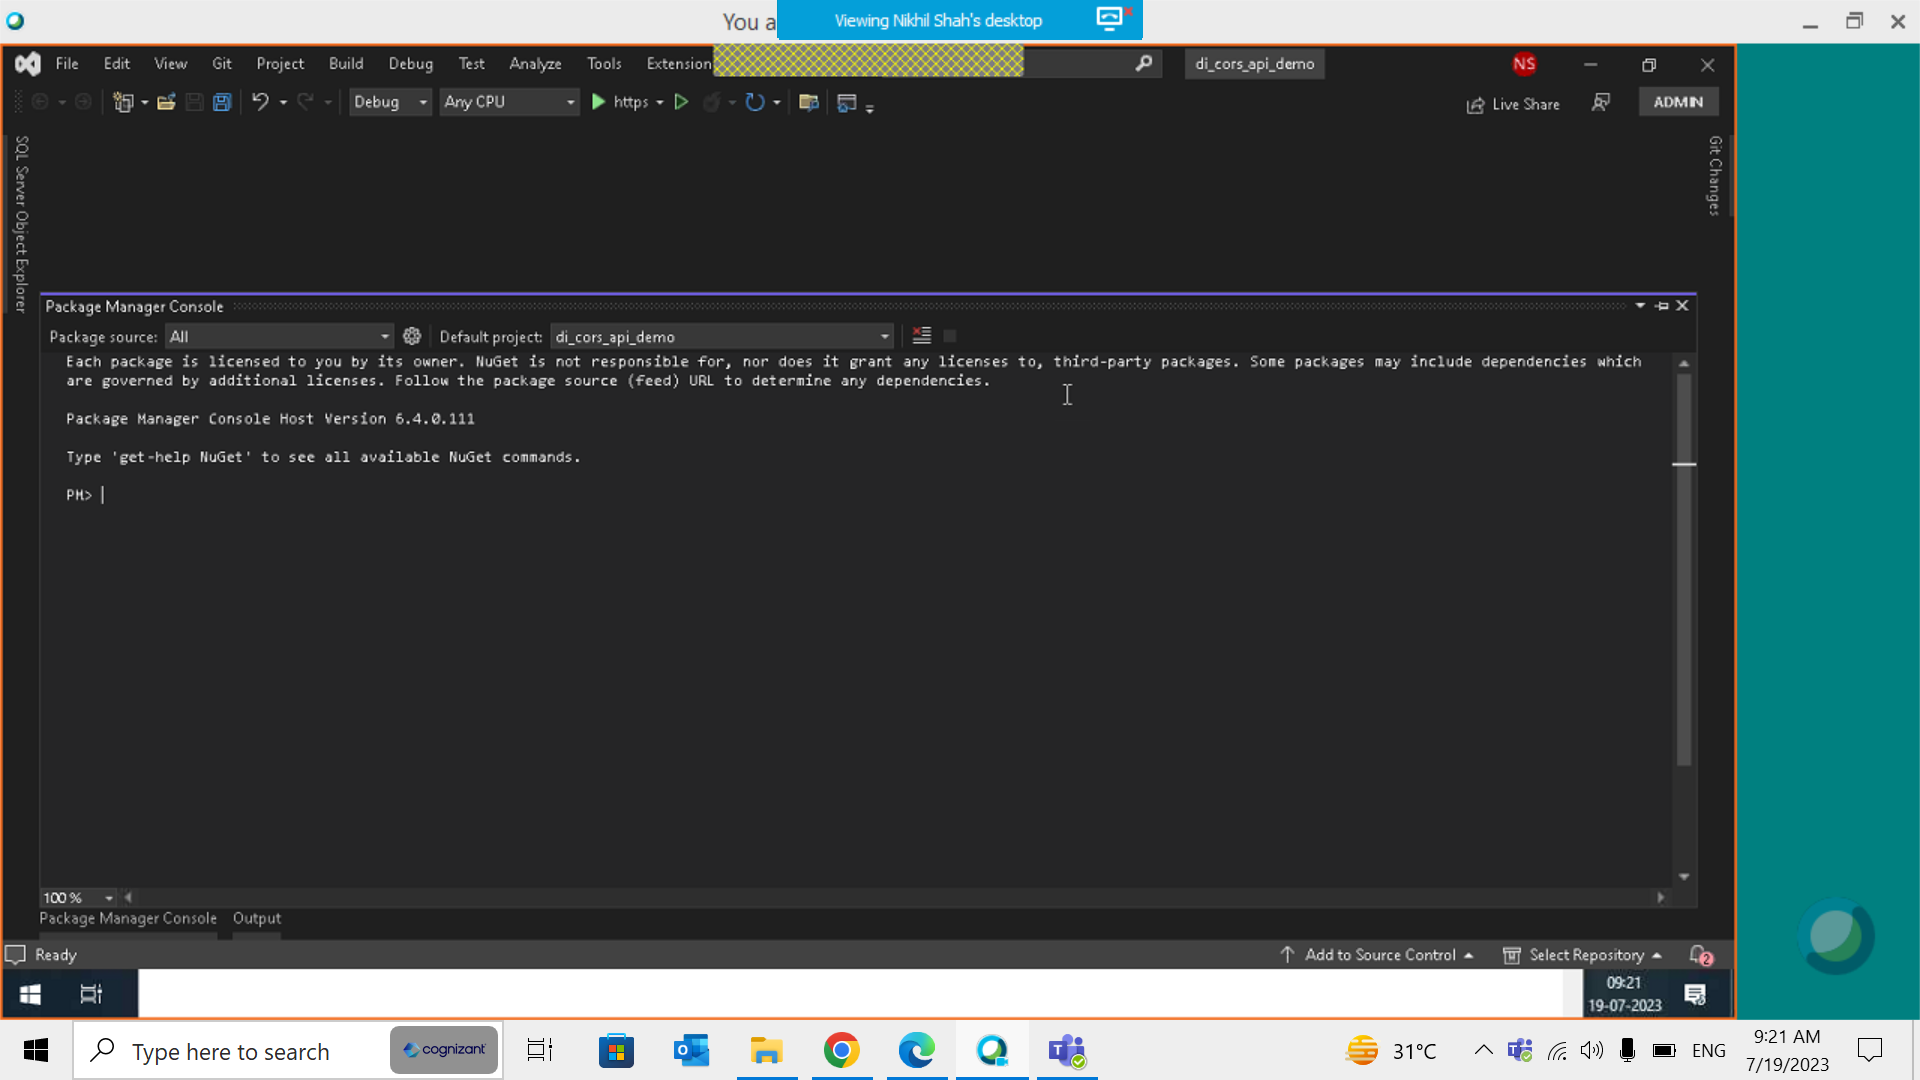 You a
Viewing Nikhil Shah's desktop
File Edit View Git Project Build Debug Test Analyze Tools Extension
di_cors_api_demo
NS
Debug Any CPU https
Live Share
ADMIN
SQL Server Object Explorer
Git Changes
Package Manager Console
Package source: All Default project: di_cors_api_demo
Each package is licensed to you by its owner. NuGet is not responsible for, nor does it grant any licenses to, third-party packages. Some packages may include dependencies which
are governed by additional licenses. Follow the package source (feed) URL to determine any dependencies.
Package Manager Console Host Version 6.4.0.111
Type 'get-help NuGet' to see all available NuGet commands.
PM>
100 %
Package Manager Console Output
Ready
Add to Source Control Select Repository 2
09:21
19-07-2023
Type here to search
cognizant
31°C
ENG
9:21 AM
7/19/2023